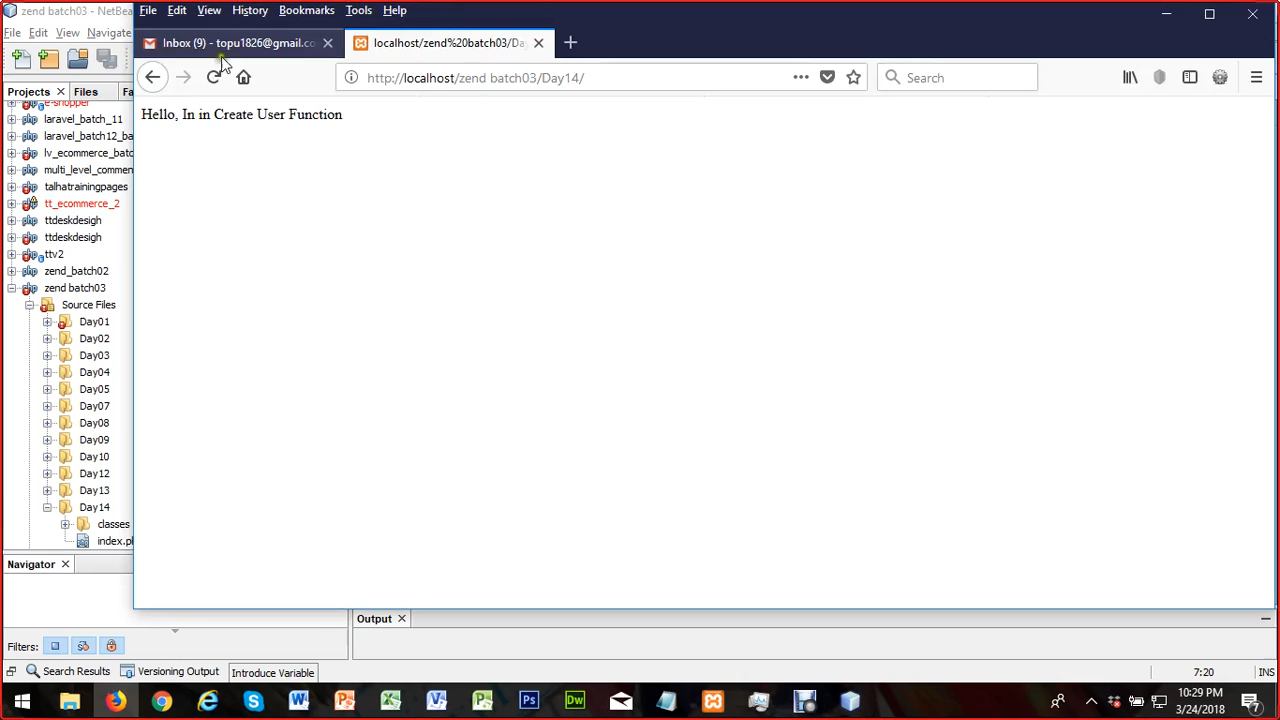 zend batch03 - NetBea
File Edit View History Bookmarks Tools Help
File Edit View Navigate
Inbox (9) - topu1826@gmail.co
localhost/zend%20batch03/Da
http://localhost/zend batch03/Day14/
Search
Projects Files Fa
Hello, In in Create User Function
e-shopper
laravel_batch_11
laravel_batch12_ba
lv_ecommerce_batc
multi_level_commen
talhatrainingpages
tt_ecommerce_2
ttdeskdesigh
ttdeskdesigh
ttv2
zend_batch02
zend batch03
Source Files
Day01
Day02
Day03
Day04
Day05
Day07
Day08
Day09
Day10
Day12
Day13
Day14
classes
index.pl
Navigator
Output
Filters:
Search Results Versioning Output Introduce Variable
7:20 INS
10:29 PM
3/24/2018
7